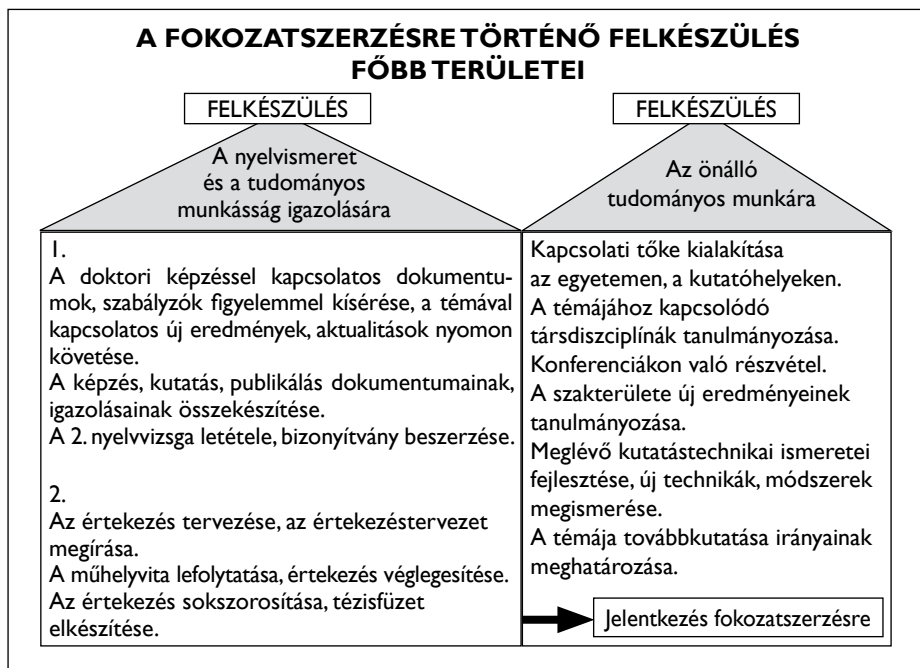 A FOKOZATSZERZÉSRE TÖRTÉNŐ FELKÉSZÜLÉS
FŐBB TERÜLETEI
FELKÉSZÜLÉS
A nyelvismeret
és a tudományos
munkásság igazolására
1.
A doktori képzéssel kapcsolatos dokumentu-
mok, szabályzók figyelemmel kísérése, a témával
kapcsolatos új eredmények, aktualitások nyomon
követése.
A képzés, kutatás, publikálás dokumentumainak,
igazolásainak összekészítése.
A 2. nyelvvizsga letétele, bizonyítvány beszerzése.
2.
Az értekezés tervezése, az értekezéstervezet
megírása.
A műhelyvita lefolytatása, értekezés véglegesítése.
Az értekezés sokszorosítása, tézisfüzet
elkészítése.
FELKÉSZÜLÉS
Az önálló
tudományos munkára
Kapcsolati tőke kialakítása
az egyetemen, a kutatóhelyeken.
A témájához kapcsolódó
társdiszciplínák tanulmányozása.
Konferenciákon való részvétel.
A szakterülete új eredményeinek
tanulmányozása.
Meglévő kutatástechnikai ismeretei
fejlesztése, új technikák, módszerek
megismerése.
A témája továbbkutatása irányainak
meghatározása.
Jelentkezés fokozatszerzésre